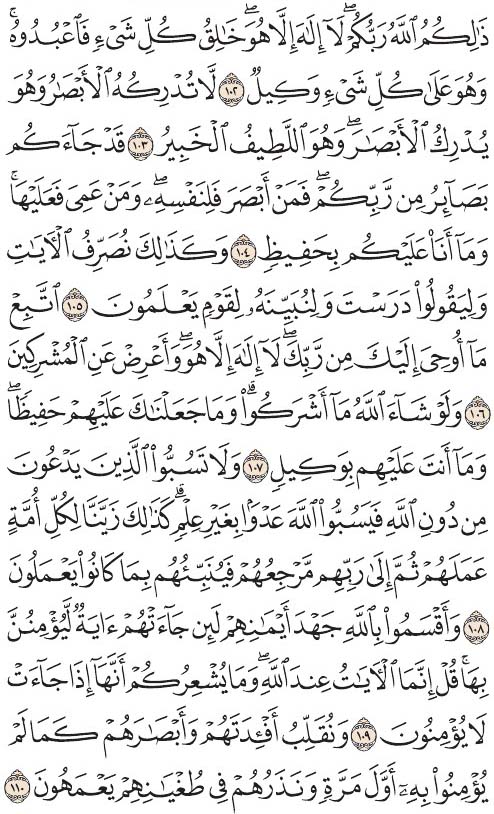 ذَٰلِكُمُ ٱللَّهُ رَبُّكُمْ ۖ لَآ إِلَٰهَ إِلَّا هُوَ ۖ خَٰلِقُ كُلِّ شَىْءٍ فَٱعْبُدُوهُ ۚ
وَهُوَ عَلَىٰ كُلِّ شَىْءٍ وَكِيلٌ ١٠٢ لَّا تُدْرِكُهُ ٱلْأَبْصَٰرُ وَهُوَ
يُدْرِكُ ٱلْأَبْصَٰرَ ۖ وَهُوَ ٱللَّطِيفُ ٱلْخَبِيرُ ١٠٣ قَدْ جَآءَكُم
بَصَآئِرُ مِن رَّبِّكُمْ ۖ فَمَنْ أَبْصَرَ فَلِنَفْسِهِۦ ۖ وَمَنْ عَمِىَ فَعَلَيْهَا ۚ
وَمَآ أَنَا۠ عَلَيْكُم بِحَفِيظٍ ١٠٤ وَكَذَٰلِكَ نُصَرِّفُ ٱلْءَايَٰتِ
وَلِيَقُولُوا۟ دَرَسْتَ وَلِنُبَيِّنَهُۥ لِقَوْمٍ يَعْلَمُونَ ١٠٥ ٱتَّبِعْ
مَآ أُوحِىَ إِلَيْكَ مِن رَّبِّكَ ۖ لَآ إِلَٰهَ إِلَّا هُوَ ۖ وَأَعْرِضْ عَنِ ٱلْمُشْرِكِينَ
١٠٦ وَلَوْ شَآءَ ٱللَّهُ مَآ أَشْرَكُوا۟ ۗ وَمَا جَعَلْنَٰكَ عَلَيْهِمْ حَفِيظًا ۖ
وَمَآ أَنتَ عَلَيْهِم بِوَكِيلٍ ١٠٧ وَلَا تَسُبُّوا۟ ٱلَّذِينَ يَدْعُونَ
مِن دُونِ ٱللَّهِ فَيَسُبُّوا۟ ٱللَّهَ عَدْوًۢا بِغَيْرِ عِلْمٍ ۗ كَذَٰلِكَ زَيَّنَّا لِكُلِّ أُمَّةٍ
عَمَلَهُمْ ثُمَّ إِلَىٰ رَبِّهِم مَّرْجِعُهُمْ فَيُنَبِّئُهُم بِمَا كَانُوا۟ يَعْمَلُونَ
١٠٨ وَأَقْسَمُوا۟ بِٱللَّهِ جَهْدَ أَيْمَٰنِهِمْ لَئِن جَآءَتْهُمْ ءَايَةٌ لَّيُؤْمِنُنَّ
بِهَا ۚ قُلْ إِنَّمَا ٱلْءَايَٰتُ عِندَ ٱللَّهِ ۖ وَمَا يُشْعِرُكُمْ أَنَّهَآ إِذَا جَآءَتْ
لَا يُؤْمِنُونَ ١٠٩ وَنُقَلِّبُ أَفْـِٔدَتَهُمْ وَأَبْصَٰرَهُمْ كَمَا لَمْ
يُؤْمِنُوا۟ بِهِۦٓ أَوَّلَ مَرَّةٍ وَنَذَرُهُمْ فِى طُغْيَٰنِهِمْ يَعْمَهُونَ ١١٠